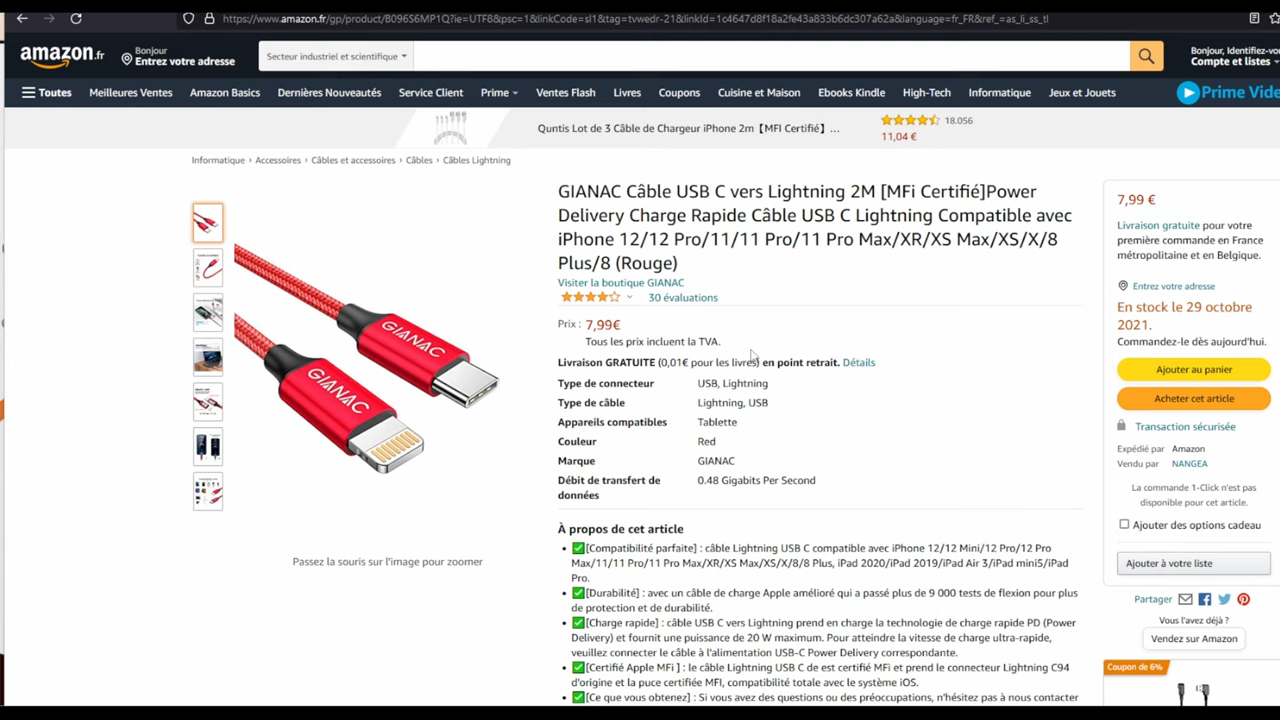 https://www.amazon.fr/gp/product/B096S6MP1Q?ie=UTF8&psc=1&linkCode=sl1&tag=tvwedr-21&linkId=1c4647d8f18a2fe43a833b6dc307a62a&language=fr_FR&ref_=as_li_ss_tl
amazon.fr
Bonjour
Entrez votre adresse
Secteur industriel et scientifique
Bonjour, Identifiez-vou
Compte et listes
Toutes
Meilleures Ventes
Amazon Basics
Dernières Nouveautés
Service Client
Prime
Ventes Flash
Livres
Coupons
Cuisine et Maison
Ebooks Kindle
High-Tech
Informatique
Jeux et Jouets
Prime Vide
Quntis Lot de 3 Câble de Chargeur iPhone 2m【MFI Certifié】...
18.056
11,04 €
Informatique › Accessoires › Câbles et accessoires › Câbles › Câbles Lightning
GIANAC
GIANAC
Passez la souris sur l'image pour zoomer
GIANAC Câble USB C vers Lightning 2M [MFi Certifié]Power
Delivery Charge Rapide Câble USB C Lightning Compatible avec
iPhone 12/12 Pro/11/11 Pro/11 Pro Max/XR/XS Max/XS/X/8
Plus/8 (Rouge)
Visiter la boutique GIANAC
30 évaluations
Prix : 7,99€
Tous les prix incluent la TVA.
Livraison GRATUITE (0,01€ pour les livres) en point retrait. Détails
Type de connecteur USB, Lightning
Type de câble Lightning, USB
Appareils compatibles Tablette
Couleur Red
Marque GIANAC
Débit de transfert de 0.48 Gigabits Per Second
données
À propos de cet article
• ✅[Compatibilité parfaite] : câble Lightning USB C compatible avec iPhone 12/12 Mini/12 Pro/12 Pro
Max/11/11 Pro/11 Pro Max/XR/XS Max/XS/X/8/8 Plus, iPad 2020/iPad 2019/iPad Air 3/iPad mini5/iPad
Pro.
• ✅[Durabilité] : avec un câble de charge Apple amélioré qui a passé plus de 9 000 tests de flexion pour plus
de protection et de durabilité.
• ✅[Charge rapide] : câble USB C vers Lightning prend en charge la technologie de charge rapide PD (Power
Delivery) et fournit une puissance de 20 W maximum. Pour atteindre la vitesse de charge ultra-rapide,
veuillez connecter le câble à l'alimentation USB-C Power Delivery correspondante.
• ✅[Certifié Apple MFi ] : le câble Lightning USB C de est certifié MFi et prend le connecteur Lightning C94
d'origine et la puce certifiée MFI, compatibilité totale avec le système iOS.
• ✅[Ce que vous obtenez] : Si vous avez des questions ou des préoccupations, n'hésitez pas à nous contacter
7,99 €
Livraison gratuite pour votre
première commande en France
métropolitaine et en Belgique.
Entrez votre adresse
En stock le 29 octobre
2021.
Commandez-le dès aujourd'hui.
Ajouter au panier
Acheter cet article
Transaction sécurisée
Expédié par Amazon
Vendu par NANGEA
La commande 1-Click n'est pas
disponible pour cet article.
Ajouter des options cadeau
Ajouter à votre liste
Partager
Vous l'avez déjà ?
Vendez sur Amazon
Coupon de 6%